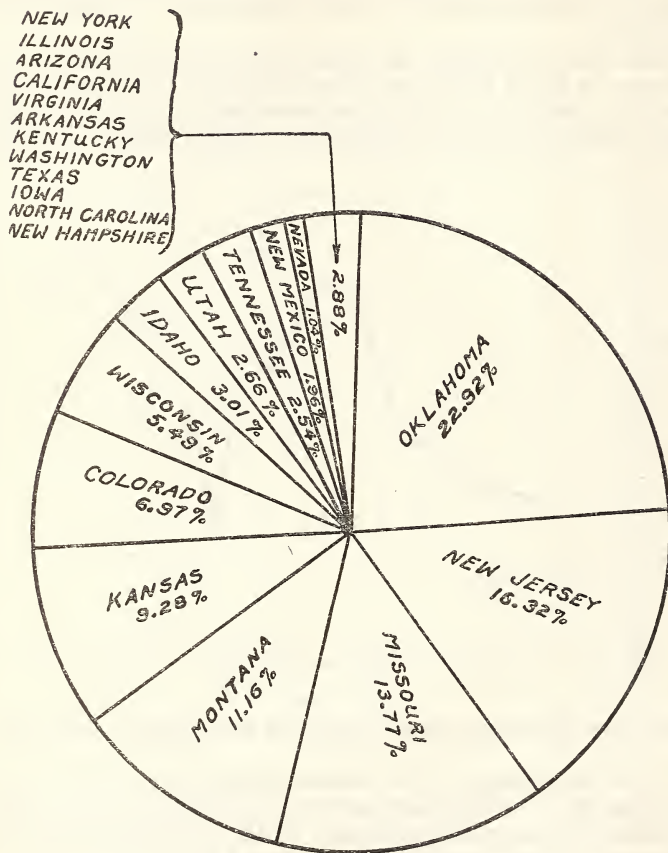 NEW YORK
ILLINOIS
ARIZONA
CALIFORNIA
VIRGINIA
ARKANSAS
KENTUCKY
WASHINGTON
TEXAS
IOWA
NORTH CAROLINA
NEW HAMPSHIRE
2.88%
OKLAHOMA
22.92%
NEW JERSEY
16.32%
MISSOURI
13.77%
MONTANA
11.16%
KANSAS
9.28%
COLORADO
6.97%
WISCONSIN
5.49%
IDAHO 3.01%
UTAH 2.66%
TENNESSEE 2.54%
NEW MEXICO 1.96%
NEVADA 1.04%